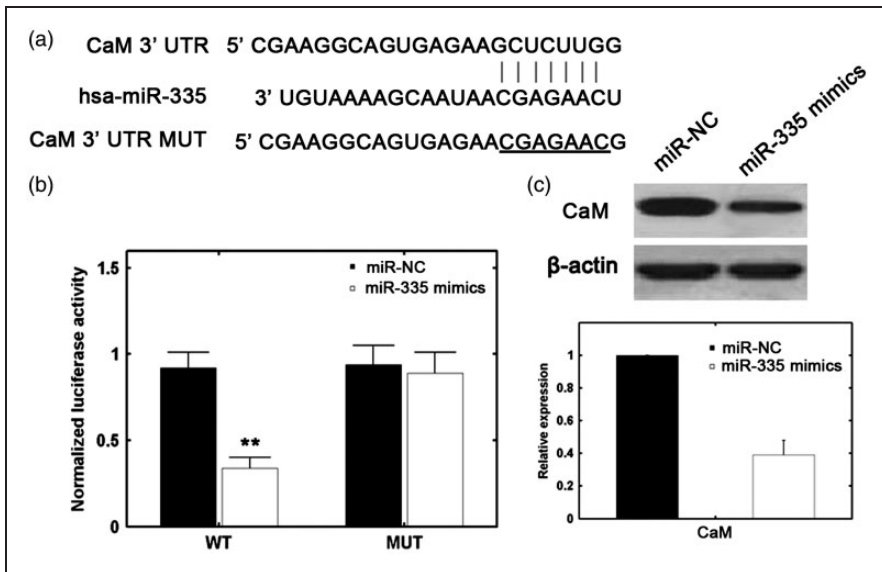 (a)
CaM 3' UTR 5' CGAAGGCAGUGAGAAGCUCUUGG
hsa-miR-335 3' UGUAAAAGCAAUAACGAGAACU
CaM 3' UTR MUT 5' CGAAGGCAGUGAGAACGAGAACG
(b)
Normalized luciferase activity
1.5
1
0.5
0
miR-NC
miR-335 mimics
**
WT MUT
(c)
miR-NC miR-335 mimics
CaM
β-actin
Relative expression
1
0.8
0.6
0.4
0.2
0
miR-NC
miR-335 mimics
CaM